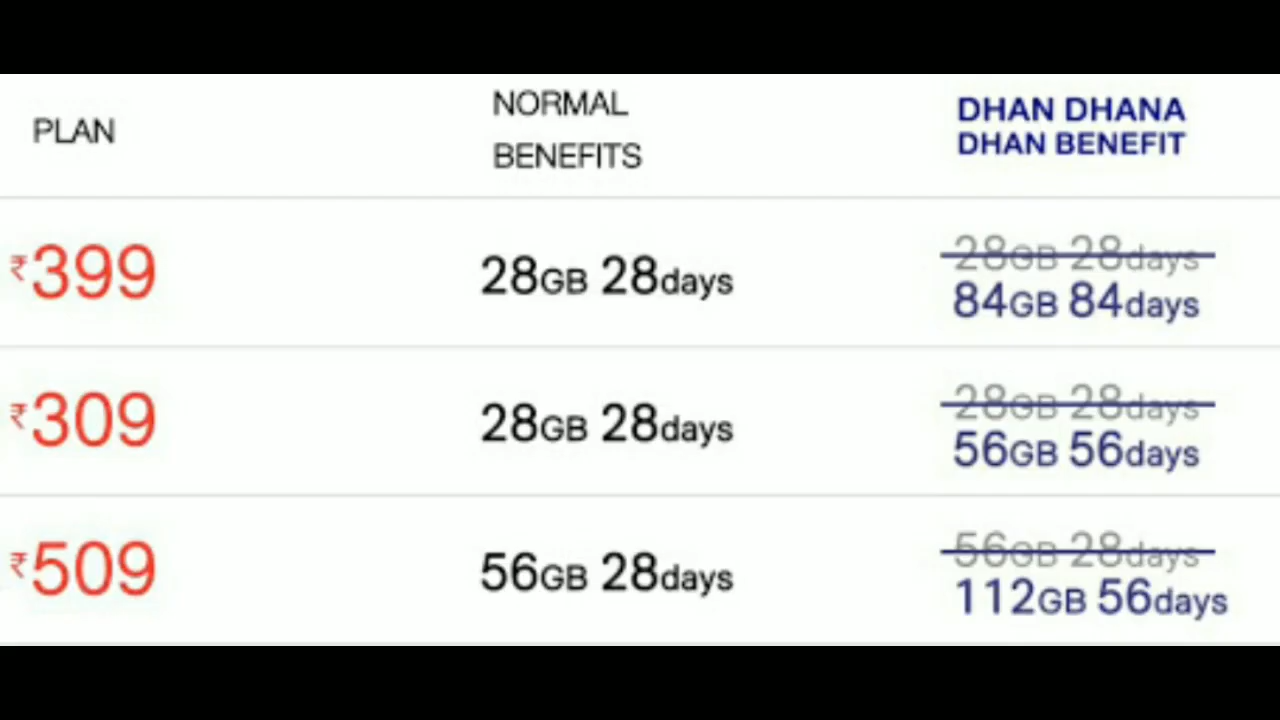 PLAN
NORMAL
BENEFITS
DHAN DHANA
DHAN BENEFIT
₹399
28GB 28days
28GB 28days
84GB 84days
₹309
28GB 28days
28GB 28days
56GB 56days
₹509
56GB 28days
56GB 28days
112GB 56days